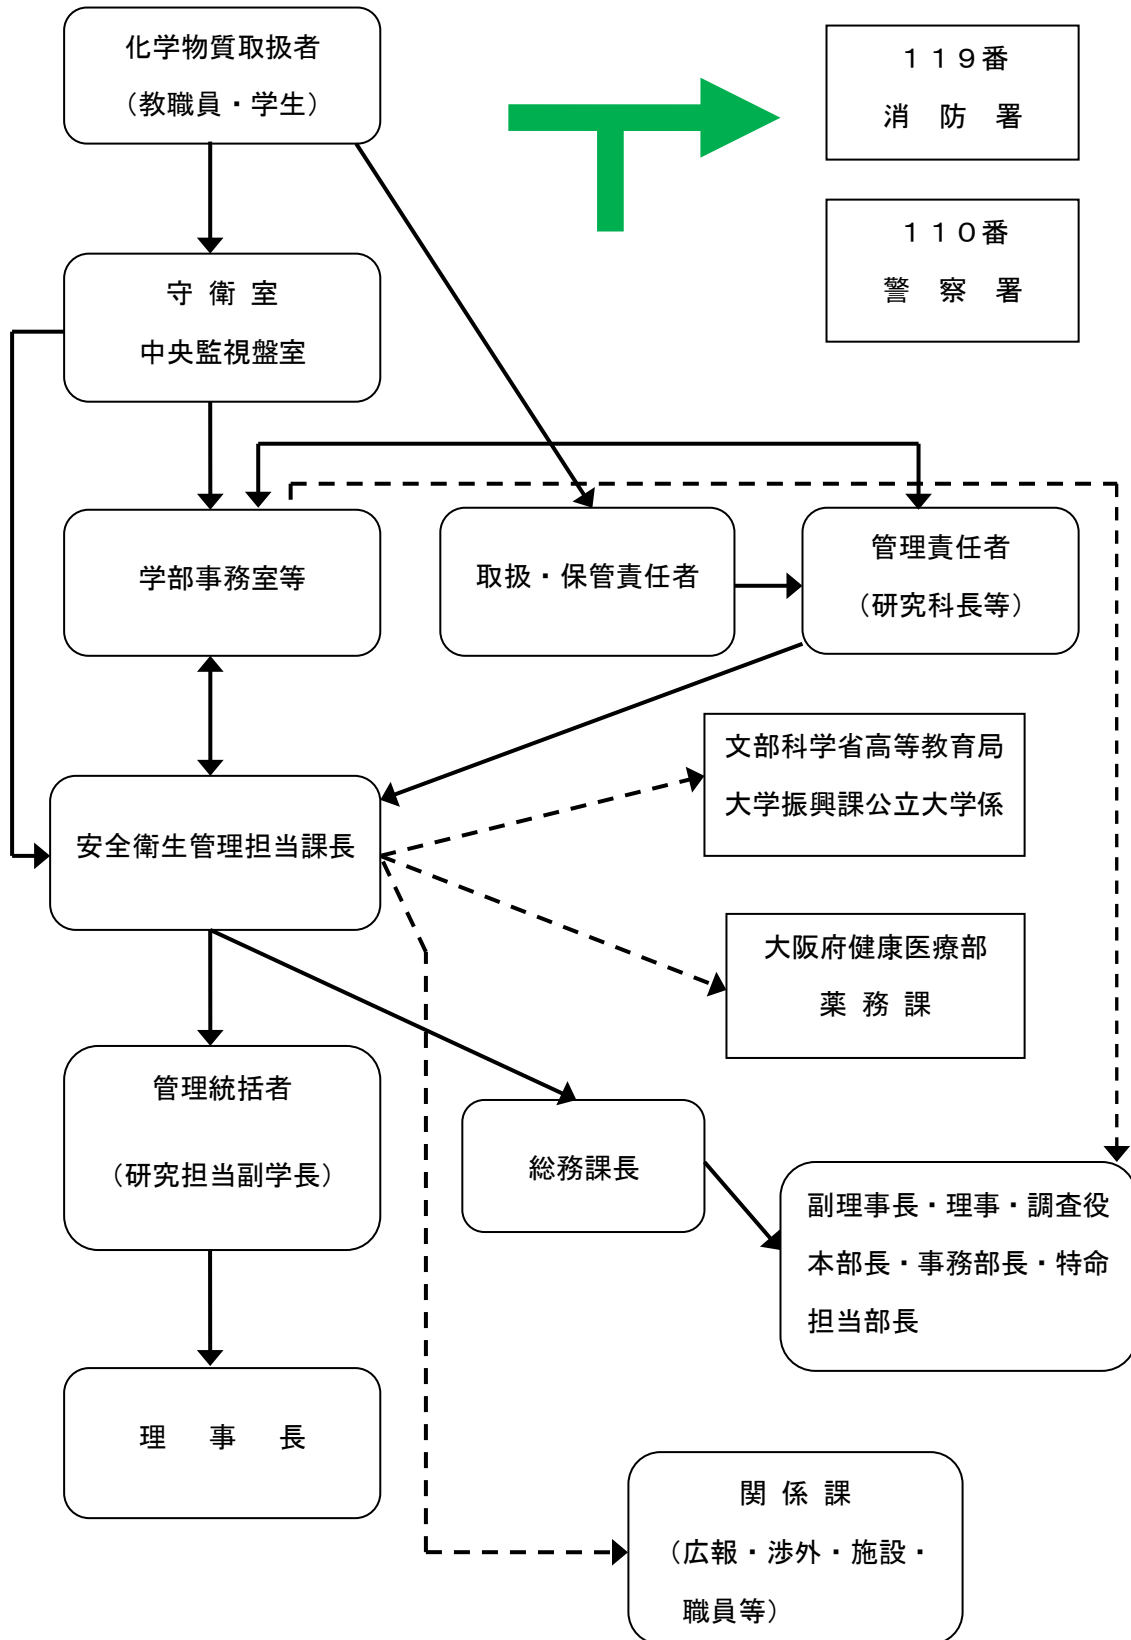 化学物質取扱者
（教職員・学生）
１１９番
消　防　署
１１０番
警　察　署
守 衛 室
中央監視盤室
学部事務室等
取扱・保管責任者
管理責任者
（研究科長等）
文部科学省高等教育局
大学振興課公立大学係
安全衛生管理担当課長
大阪府健康医療部
薬 務 課
管理統括者
（研究担当副学長）
総務課長
副理事長・理事・調査役
本部長・事務部長・特命
担当部長
理　事　長
関 係 課
（広報・渉外・施設・
職員等）